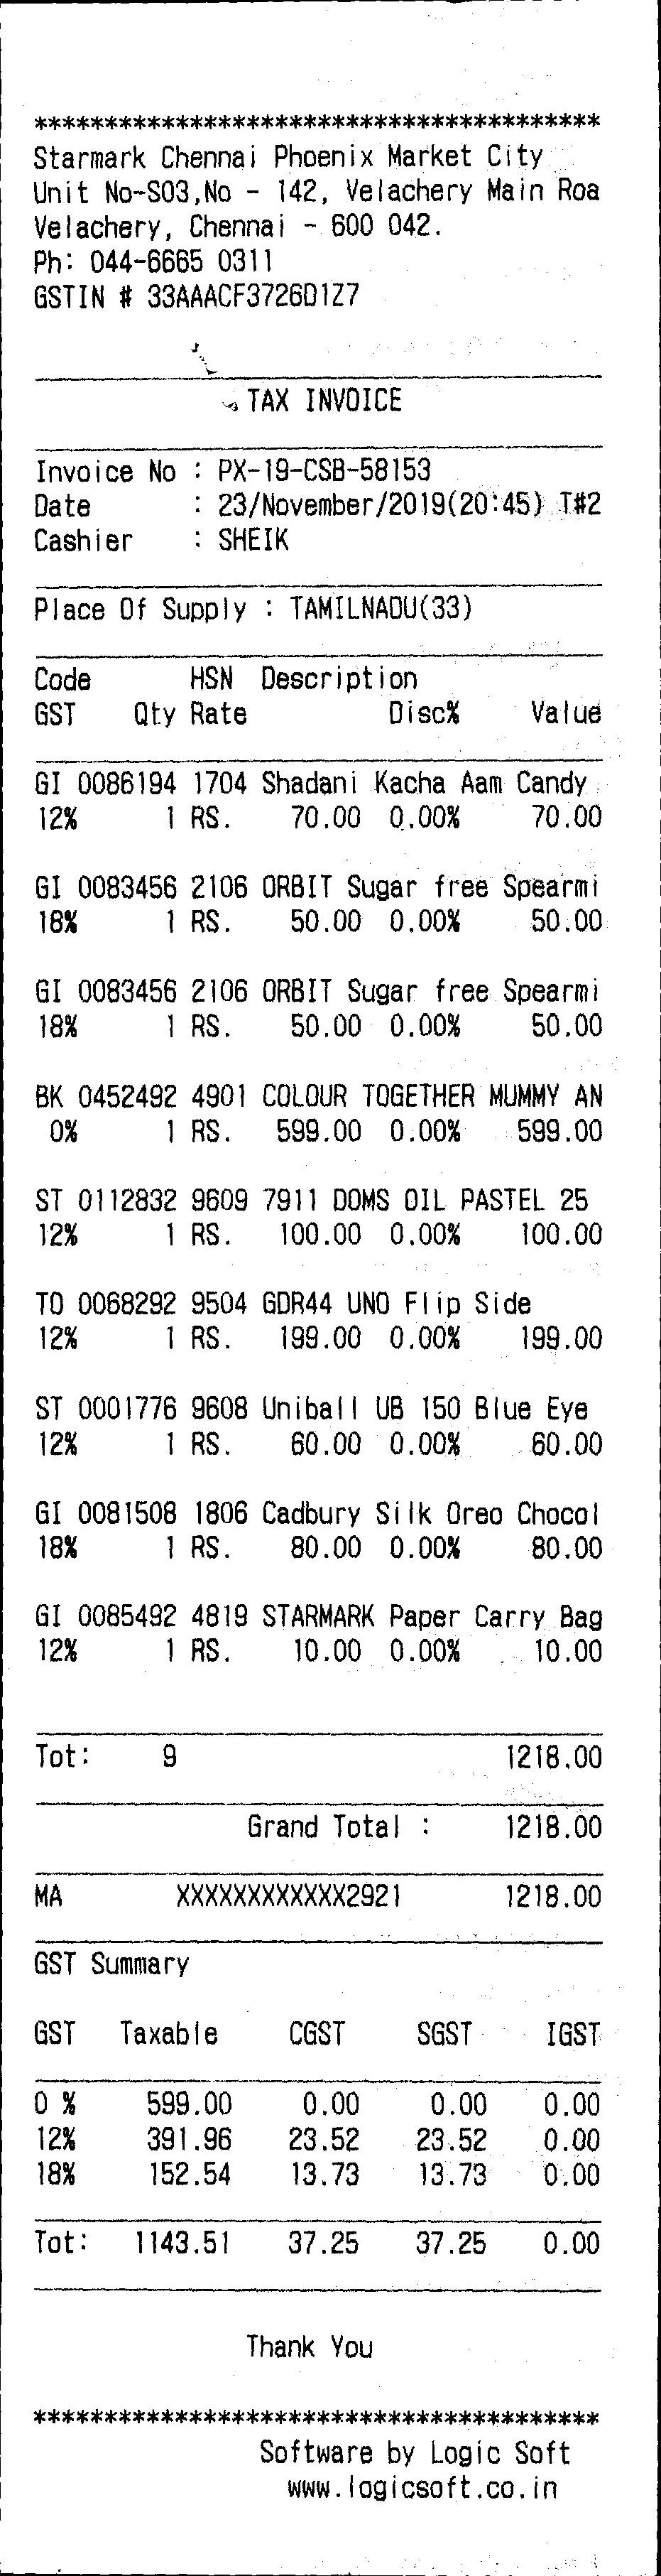 ****************************************
Starmark Chennai Phoenix Market City
Unit No-S03,No - 142, Velachery Main Roa
Velachery, Chennai - 600 042.
Ph: 044-6665 0311
GSTIN # 33AAACF3726D1Z7
TAX INVOICE
Invoice No : PX-19-CSB-58153
Date : 23/November/2019(20:45) T#2
Cashier : SHEIK
Place Of Supply : TAMILNADU(33)
Code HSN Description
GST Qty Rate Disc% Value
GI 0086194 1704 Shadani Kacha Aam Candy
12% 1 RS. 70.00 0.00% 70.00
GI 0083456 2106 ORBIT Sugar free Spearmi
18% 1 RS. 50.00 0.00% 50.00
GI 0083456 2106 ORBIT Sugar free Spearmi
18% 1 RS. 50.00 0.00% 50.00
BK 0452492 4901 COLOUR TOGETHER MUMMY AN
0% 1 RS. 599.00 0.00% 599.00
ST 0112832 9609 7911 DOMS OIL PASTEL 25
12% 1 RS. 100.00 0.00% 100.00
TO 0068292 9504 GDR44 UNO Flip Side
12% 1 RS. 199.00 0.00% 199.00
ST 0001776 9608 Uniball UB 150 Blue Eye
12% 1 RS. 60.00 0.00% 60.00
GI 0081508 1806 Cadbury Silk Oreo Chocol
18% 1 RS. 80.00 0.00% 80.00
GI 0085492 4819 STARMARK Paper Carry Bag
12% 1 RS. 10.00 0.00% 10.00
Tot: 9 1218.00
Grand Total : 1218.00
MA XXXXXXXXXXXX2921 1218.00
GST Summary
GST Taxable CGST SGST IGST
0 % 599.00 0.00 0.00 0.00
12% 391.96 23.52 23.52 0.00
18% 152.54 13.73 13.73 0.00
Tot: 1143.51 37.25 37.25 0.00
Thank You
****************************************
Software by Logic Soft
www.logicsoft.co.in